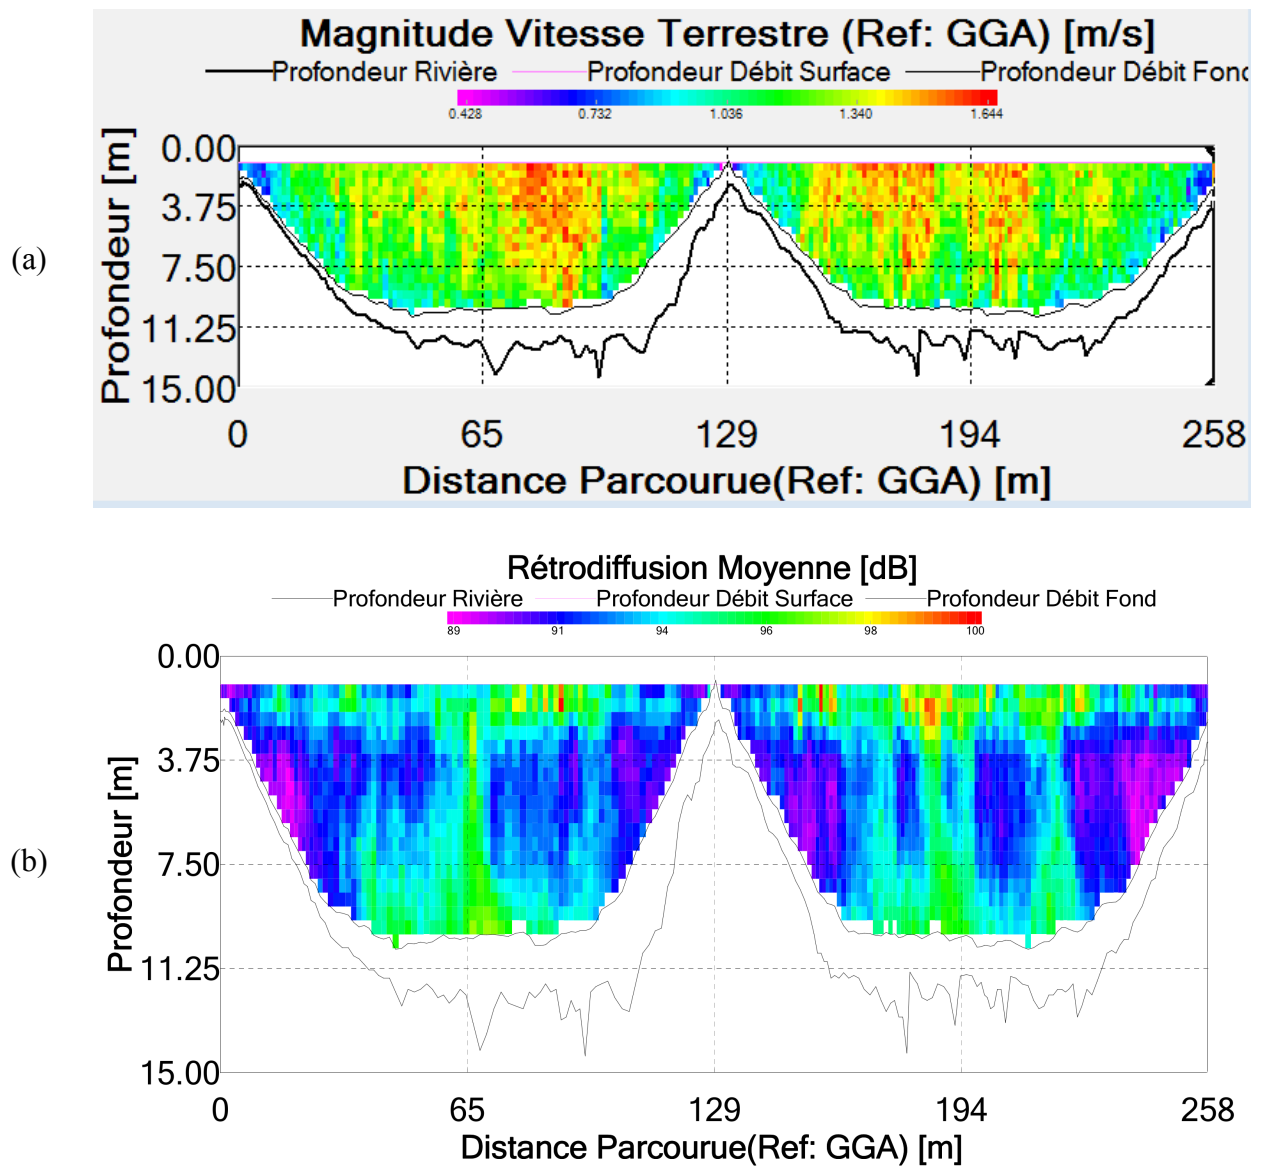 Magnitude Vitesse Terrestre (Ref: GGA) [m/s]
Profondeur Rivière Profondeur Débit Surface Profondeur Débit Fond
0.428 0.732 1.036 1.340 1.644
(a)
Profondeur [m]
0.00
3.75
7.50
11.25
15.00
0 65 129 194 258
Distance Parcourue(Ref: GGA) [m]
Rétrodiffusion Moyenne [dB]
Profondeur Rivière Profondeur Débit Surface Profondeur Débit Fond
89 91 94 96 98 100
(b)
Profondeur [m]
0.00
3.75
7.50
11.25
15.00
0 65 129 194 258
Distance Parcourue(Ref: GGA) [m]